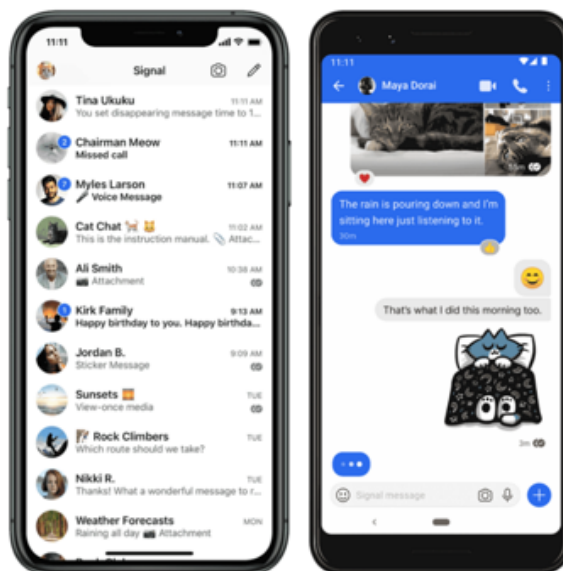 11:11
Signal
Tina Ukuku 11:11 AM
You set disappearing message time to 1...
2
Chairman Meow 11:11 AM
Missed call
7
Myles Larson 11:07 AM
🎤 Voice Message
Cat Chat 🐈 🐱 11:02 AM
This is the instruction manual. 📎 Attac...
Ali Smith 10:38 AM
📷 Attachment
1
Kirk Family 9:13 AM
Happy birthday to you. Happy birthda...
Jordan B. 9:09 AM
Sticker Message
Sunsets 🌅 TUE
View-once media
🧗 Rock Climbers TUE
Which route should we take?
Nikki R. TUE
Thanks! What a wonderful message to r...
Weather Forecasts MON
Raining all day 📷 Attachment
11:11
Maya Dorai
The rain is pouring down and I'm
sitting here just listening to it.
30m
That's what I did this morning too.
3m
Signal message